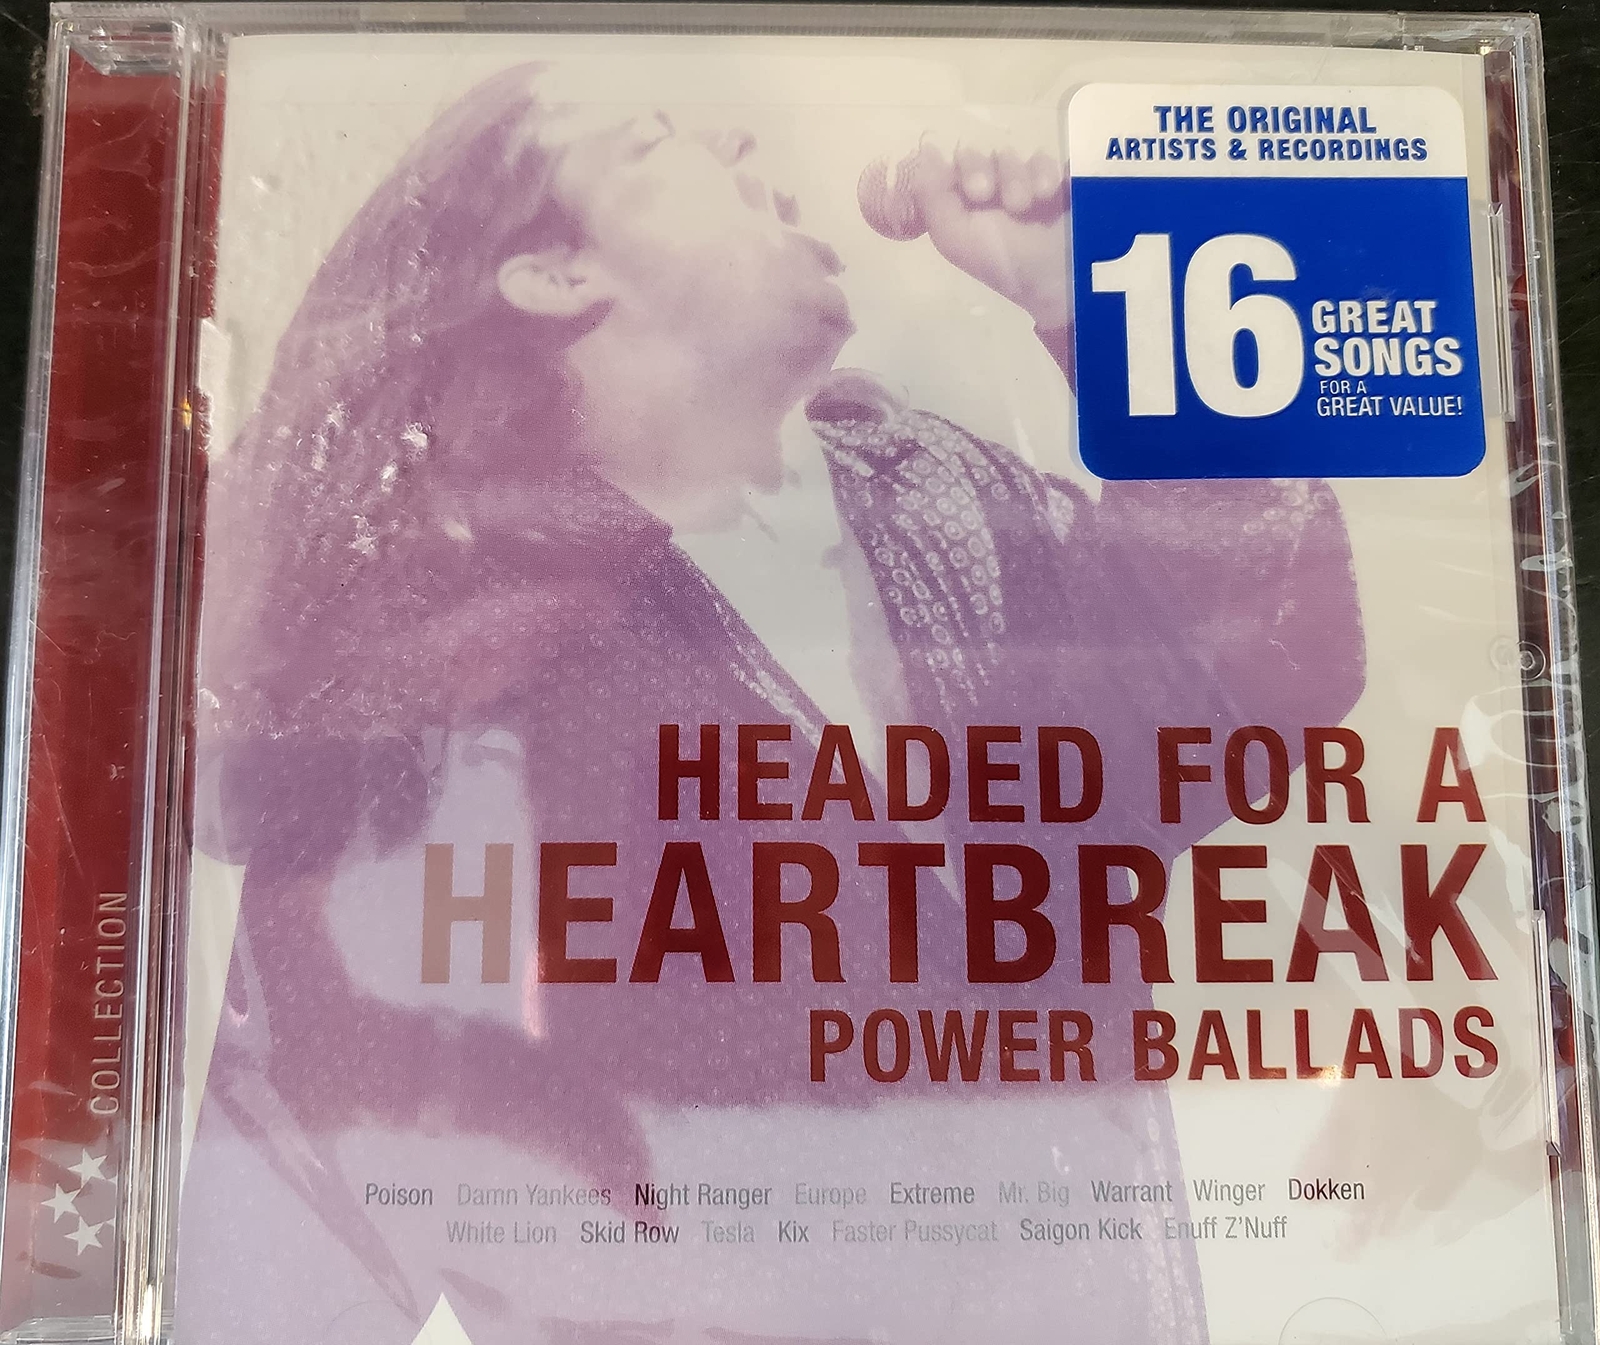 THE ORIGINAL
ARTISTS & RECORDINGS
16
GREAT
SONGS
FOR A
GREAT VALUE!
HEADED FOR A
HEARTBREAK
POWER BALLADS
Poison Damn Yankees Night Ranger Europe Extreme Mr. Big Warrant Winger Dokken
White Lion Skid Row Tesla Kix Faster Pussycat Saigon Kick Enuff Z'Nuff
COLLECTION